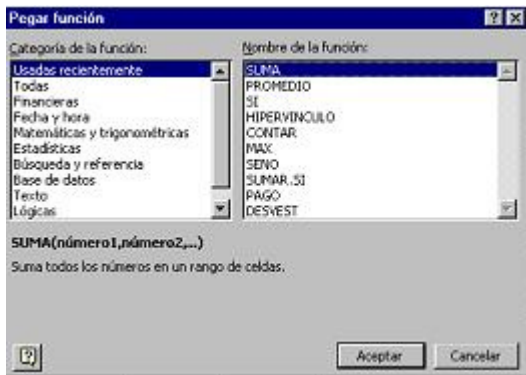 Pegar función
Categoría de la función:
Nombre de la función:
Usadas recientemente
Todas
Financieras
Fecha y hora
Matemáticas y trigonométricas
Estadísticas
Búsqueda y referencia
Base de datos
Texto
Lógicas
SUMA
PROMEDIO
SI
HIPERVINCULO
CONTAR
MAX
SENO
SUMAR.SI
PAGO
DESVEST
SUMA(número1,número2,...)
Suma todos los números en un rango de celdas.
Aceptar
Cancelar